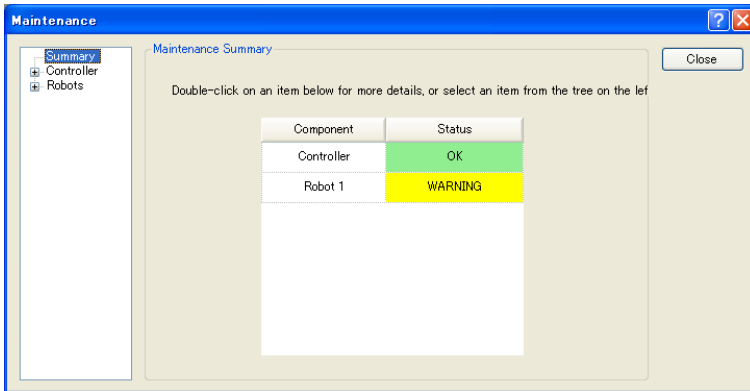 Maintenance
Summary
Controller
Robots
Maintenance Summary
Close
Double-click on an item below for more details, or select an item from the tree on the lef
Component Status
Controller OK
Robot 1 WARNING